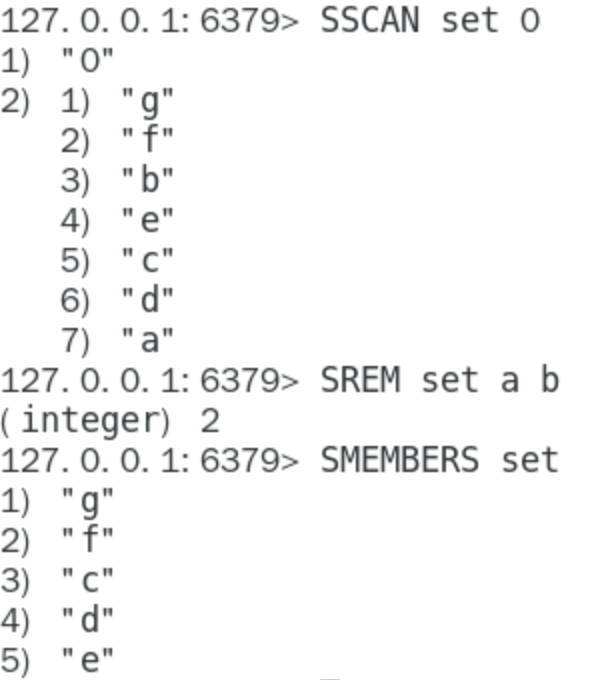 127.0.0.1:6379> SSCAN set 0
1) "0"
2) 1) "g"
2) "f"
3) "b"
4) "e"
5) "c"
6) "d"
7) "a"
127.0.0.1:6379> SREM set a b
(integer) 2
127.0.0.1:6379> SMEMBERS set
1) "g"
2) "f"
3) "c"
4) "d"
5) "e"